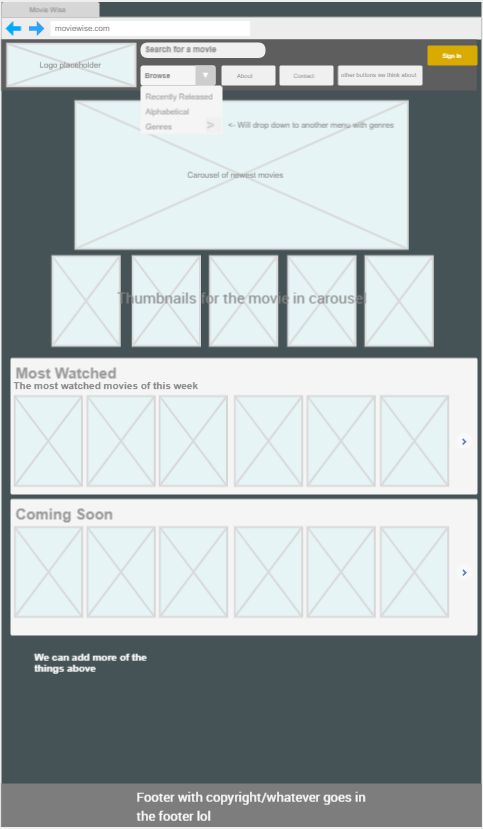 Movie Wise
moviewise.com
Logo placeholder
Search for a movie
Sign in
Browse
About
Contact
other buttons we think about
Recently Released
Alphabetical
Genres >
<- Will drop down to another menu with genres
Carousel of newest movies
Thumbnails for the movie in carousel
Most Watched
The most watched movies of this week
Coming Soon
We can add more of the
things above
Footer with copyright/whatever goes in
the footer lol